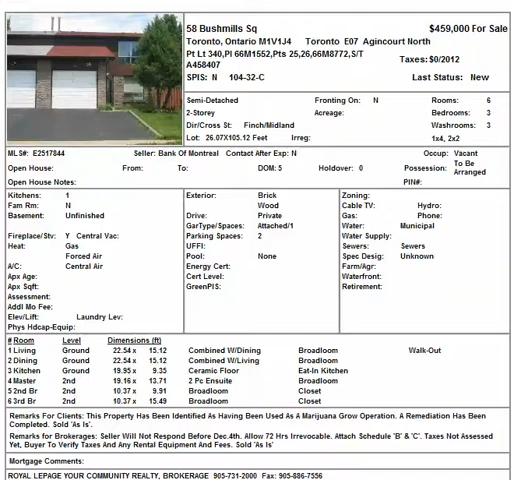 58 Bushmills Sq $459,000 For Sale
Toronto, Ontario M1V1J4 Toronto E07 Agincourt North
Pt Lt 340,Pl 66M1552,Pts 25,26,66M8772,S/T Taxes: $0/2012
A458407
SPIS: N 104-32-C Last Status: New
Semi-Detached Fronting On: N Rooms: 6
2-Storey Acreage: Bedrooms: 3
Dir/Cross St: Finch/Midland Washrooms: 3
Lot: 26.07X105.12 Feet Irreg: 1x4, 2x2
MLS#: E2517844 Seller: Bank Of Montreal Contact After Exp: N Occup: Vacant
Open House: From: To: DOM: 5 Holdover: 0 Possession: To Be Arranged
Open House Notes: PIN#:
Kitchens: 1 Exterior: Brick Zoning:
Fam Rm: N Wood Cable TV: Hydro:
Basement: Unfinished Drive: Private Gas: Phone:
GarType/Spaces: Attached/1 Water: Municipal
Fireplace/Stv: Y Central Vac: Parking Spaces: 2 Water Supply:
Heat: Gas UFFI: Sewers: Sewers
Forced Air Pool: None Spec Desig: Unknown
A/C: Central Air Energy Cert: Farm/Agr:
Apx Age: Cert Level: Waterfront:
Apx Sqft: GreenPIS: Retirement:
Assessment:
Addl Mo Fee:
Elev/Lift: Laundry Lev:
Phys Hdcap-Equip:
# Room Level Dimensions (ft)
1 Living Ground 22.54 x 15.12 Combined W/Dining Broadloom Walk-Out
2 Dining Ground 22.54 x 15.12 Combined W/Living Broadloom
3 Kitchen Ground 19.95 x 9.35 Ceramic Floor Eat-In Kitchen
4 Master 2nd 19.16 x 13.71 2 Pc Ensuite Broadloom
5 2nd Br 2nd 10.37 x 9.91 Broadloom Closet
6 3rd Br 2nd 10.37 x 15.49 Broadloom Closet
Remarks For Clients: This Property Has Been Identified As Having Been Used As A Marijuana Grow Operation. A Remediation Has Been
Completed. Sold 'As Is'.
Remarks for Brokerages: Seller Will Not Respond Before Dec.4th. Allow 72 Hrs Irrevocable. Attach Schedule 'B' & 'C'. Taxes Not Assessed
Yet, Buyer To Verify Taxes And Any Rental Equipment And Fees. Sold 'As Is'
Mortgage Comments:
ROYAL LEPAGE YOUR COMMUNITY REALTY, BROKERAGE 905-731-2000 Fax: 905-886-7556